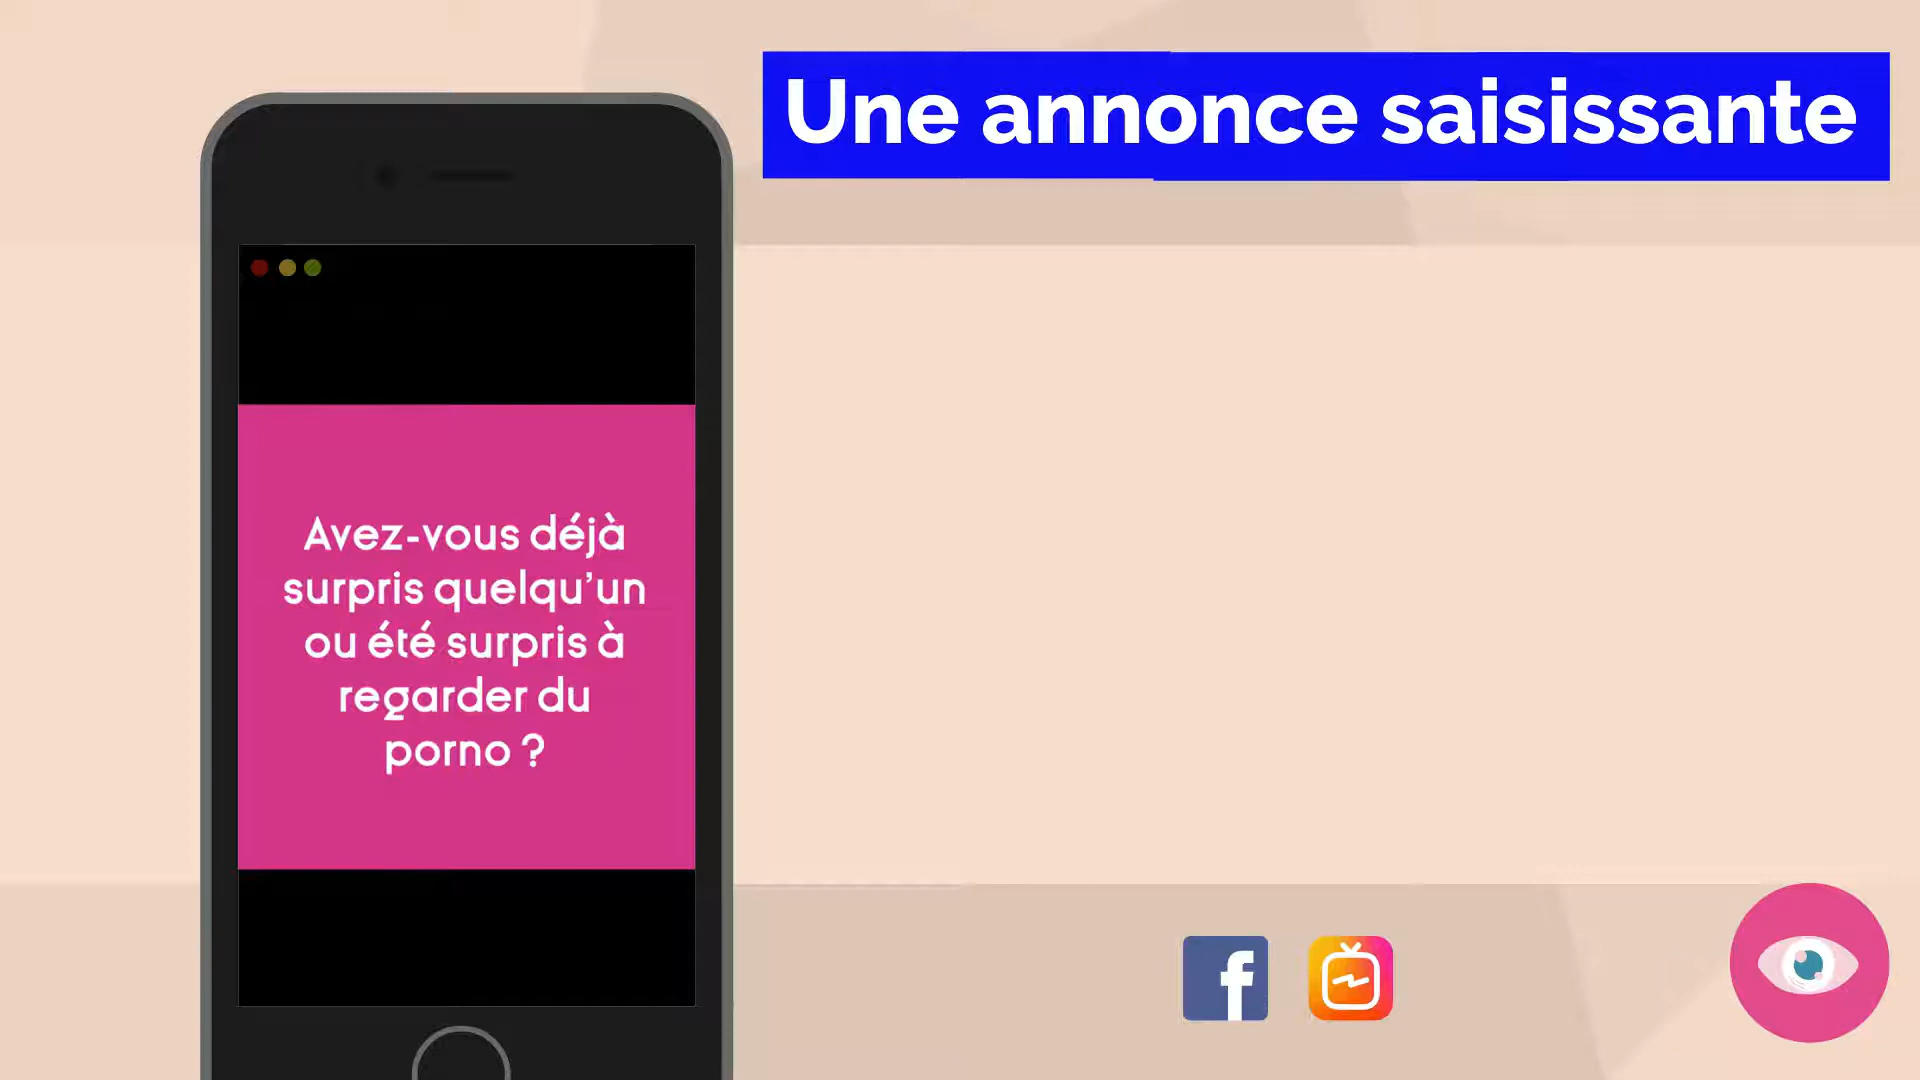 Une annonce saisissante
Avez-vous déjà
surpris quelqu'un
ou été surpris à
regarder du
porno ?